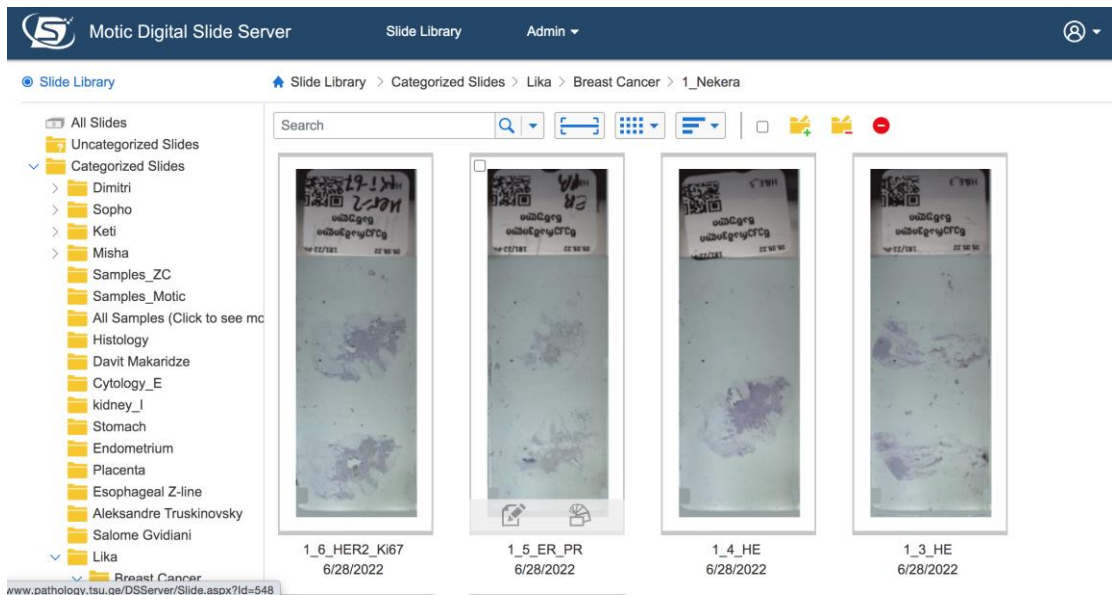 Motic Digital Slide Server
Slide Library
Admin
Slide Library
Slide Library > Categorized Slides > Lika > Breast Cancer > 1_Nekera
Search
All Slides
Uncategorized Slides
Categorized Slides
Dimitri
Sopho
Keti
Misha
Samples_ZC
Samples_Motic
All Samples (Click to see mo
Histology
Davit Makaridze
Cytology_E
kidney_I
Stomach
Endometrium
Placenta
Esophageal Z-line
Aleksandre Truskinovsky
Salome Gvidiani
Lika
Breast Cancer
www.pathology.tsu.ge/DSServer/Slide.aspx?Id=548
1_6_HER2_Ki67
6/28/2022
1_5_ER_PR
6/28/2022
1_4_HE
6/28/2022
1_3_HE
6/28/2022